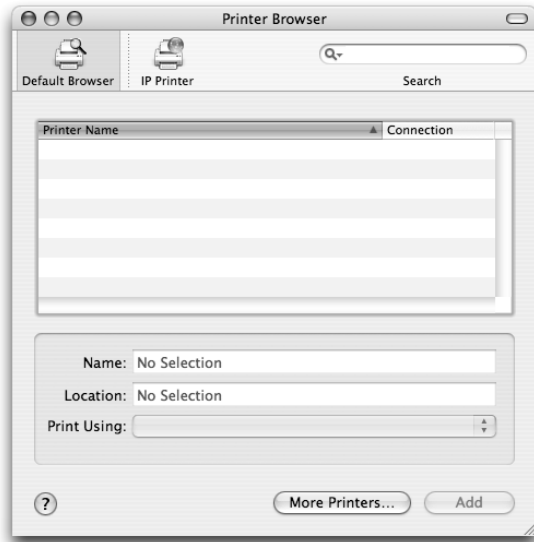 Printer Browser
Default Browser
IP Printer
Search
Printer Name
Connection
Name: No Selection
Location: No Selection
Print Using:
?
More Printers...
Add